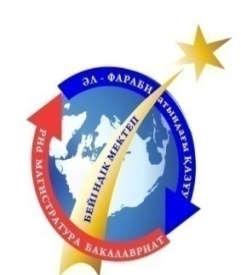 ӘЛ - ФАРАБИ атындағы ҚАЗҰУ
БЕЙІНДІК МЕКТЕП
PhD МАГИСТРАТУРА БАКАЛАВРИАТ